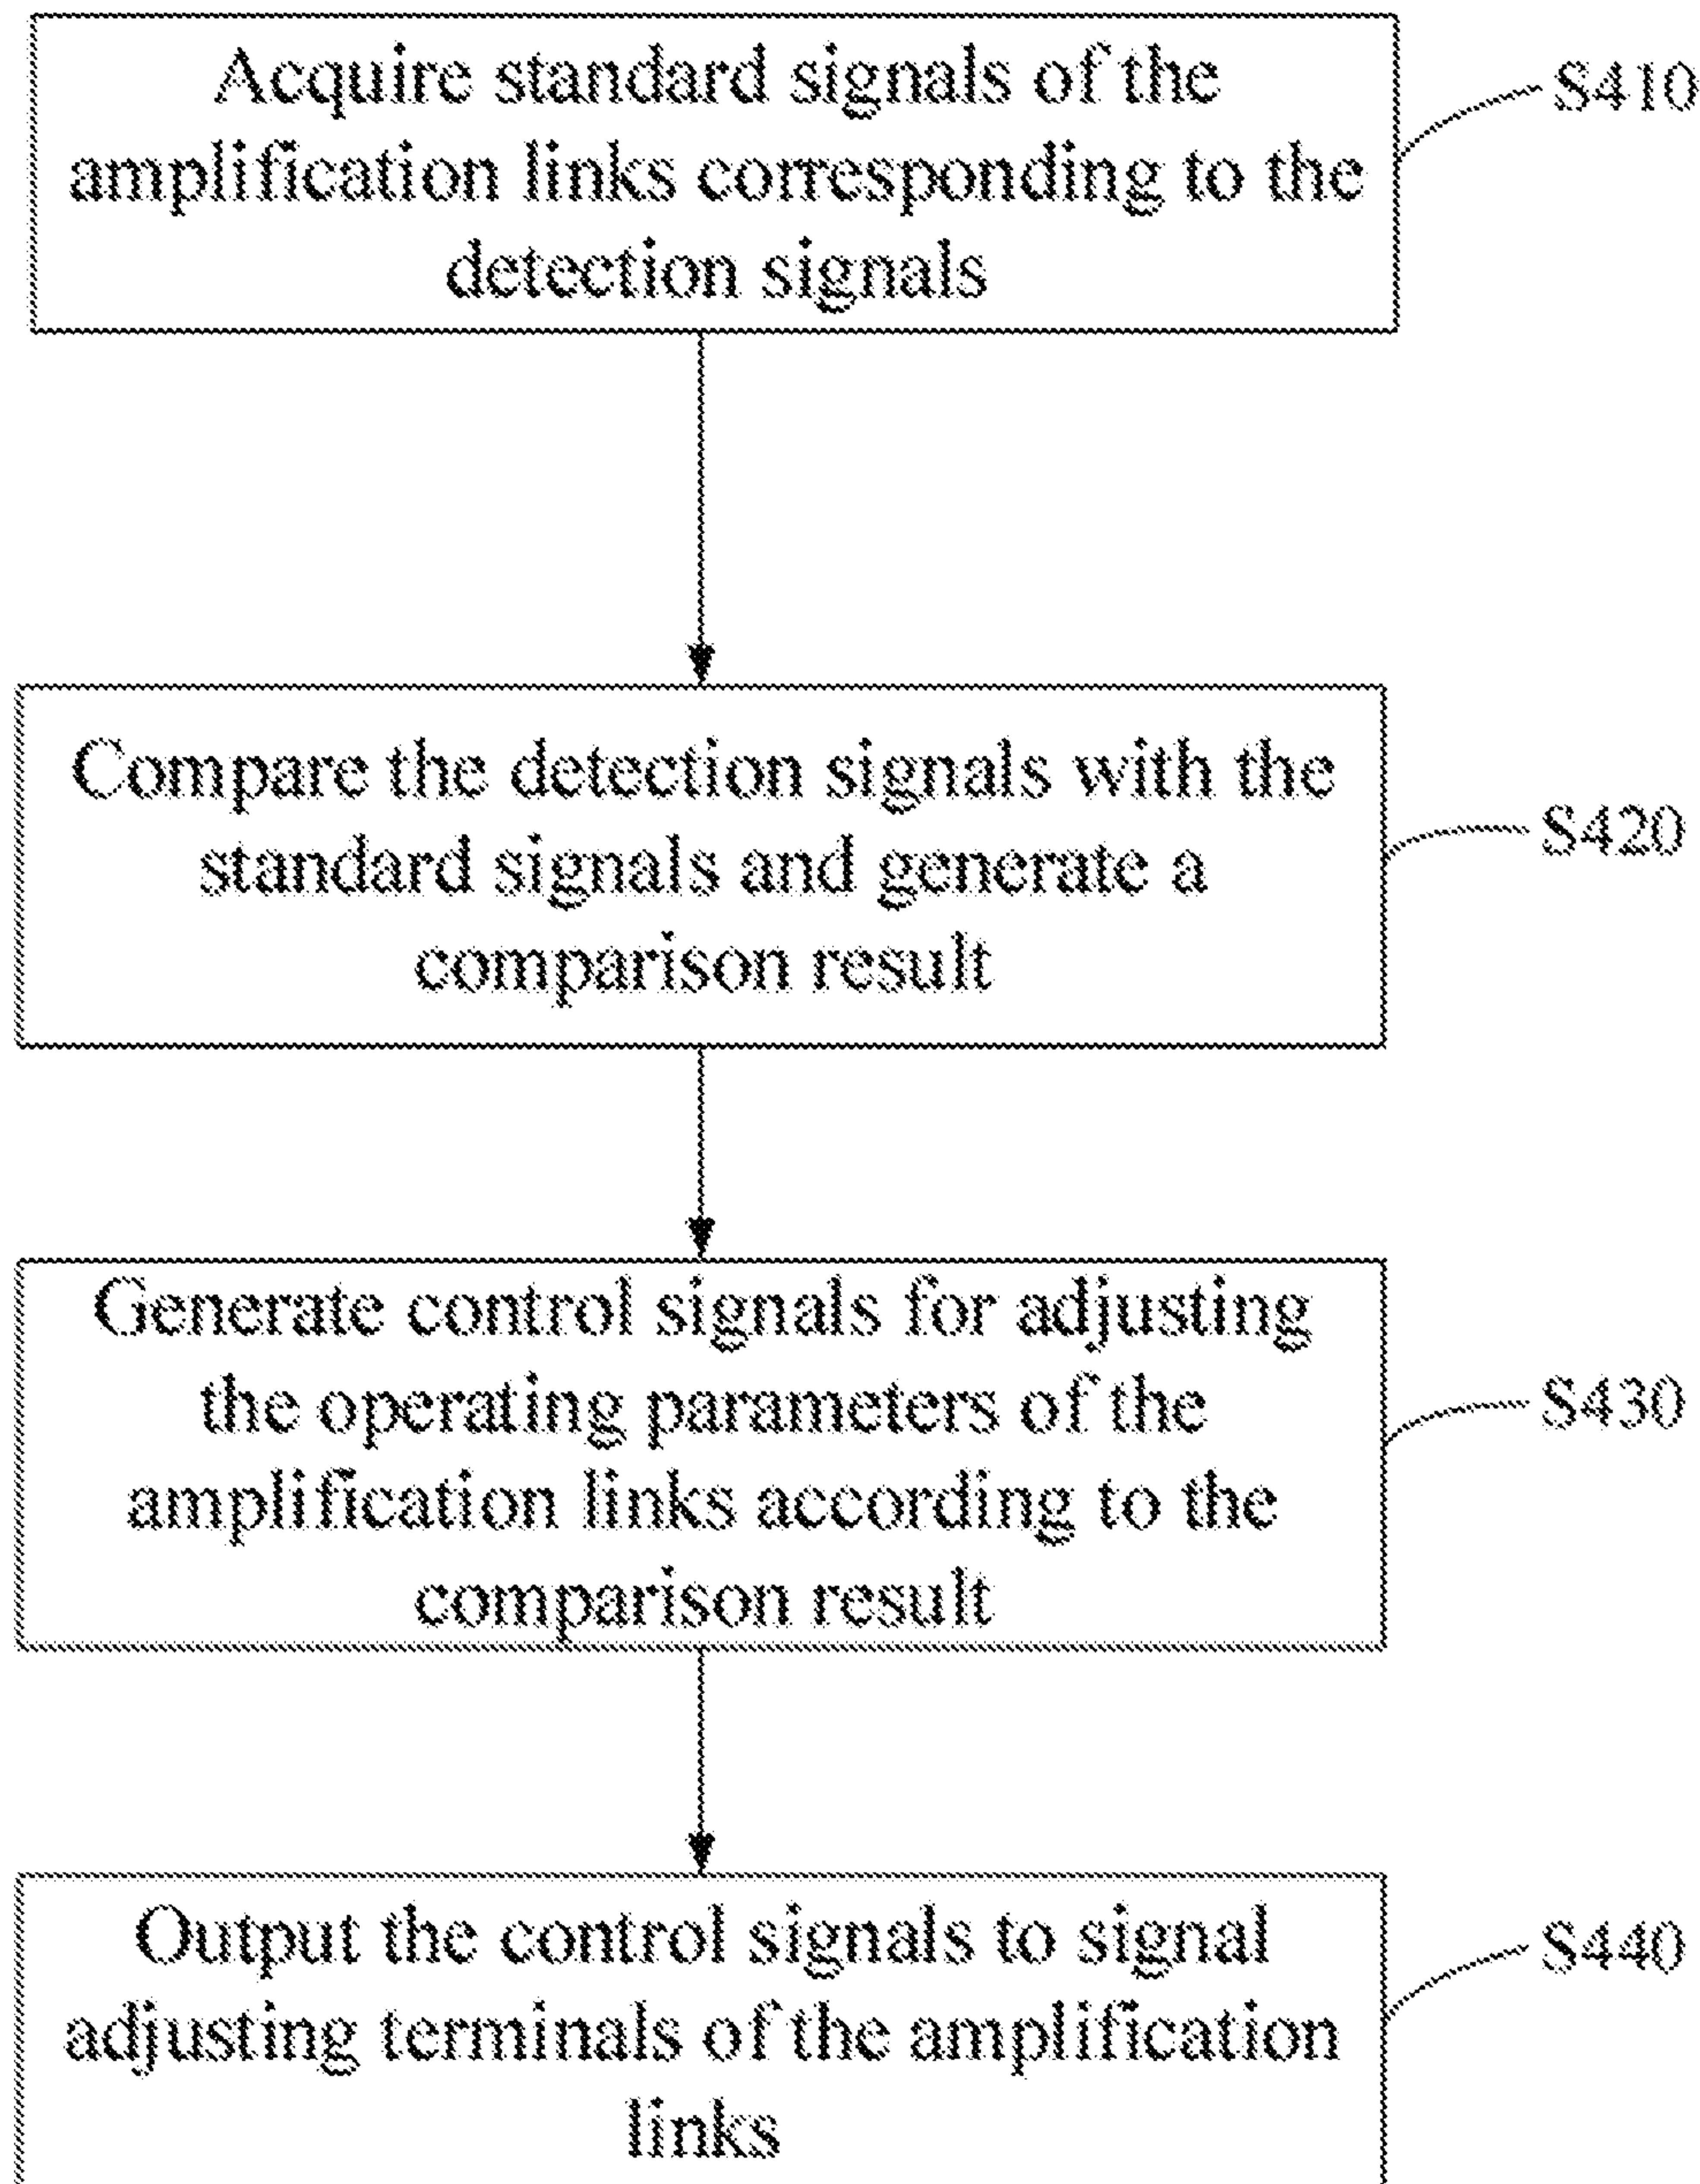 Acquire standard signals of the
amplification links corresponding to the
detection signals
S410
Compare the detection signals with the
standard signals and generate a
comparison result
S420
Generate control signals for adjusting
the operating parameters of the
amplification links according to the
comparison result
S430
Output the control signals to signal
adjusting terminals of the amplification
links
S440